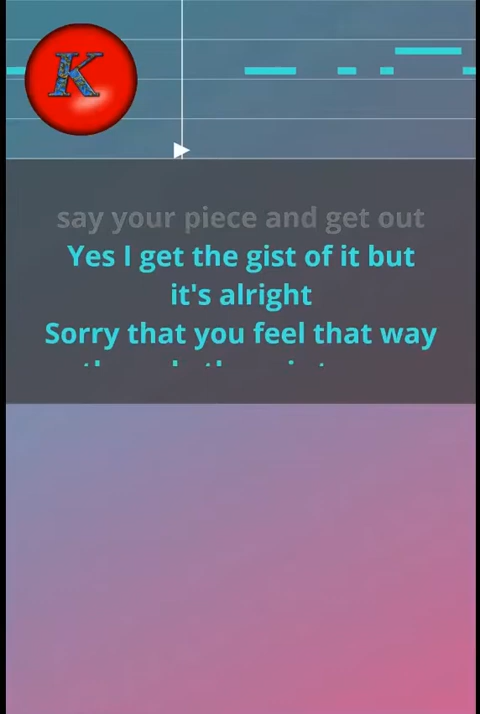 K
say your piece and get out
Yes I get the gist of it but
it's alright
Sorry that you feel that way